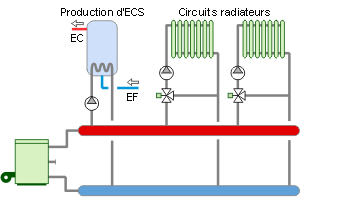 Production d'ECS
Circuits radiateurs
EC
EF